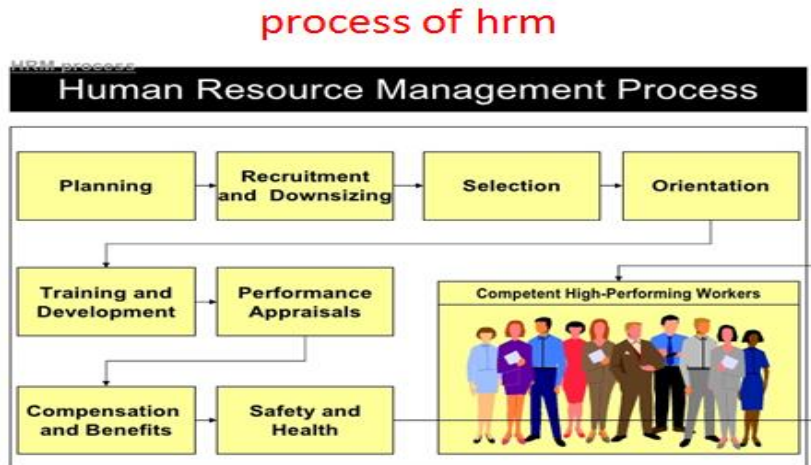 process of hrm
HRM process
Human Resource Management Process
Planning
Recruitment
and Downsizing
Selection
Orientation
Training and
Development
Performance
Appraisals
Competent High-Performing Workers
Compensation
and Benefits
Safety and
Health